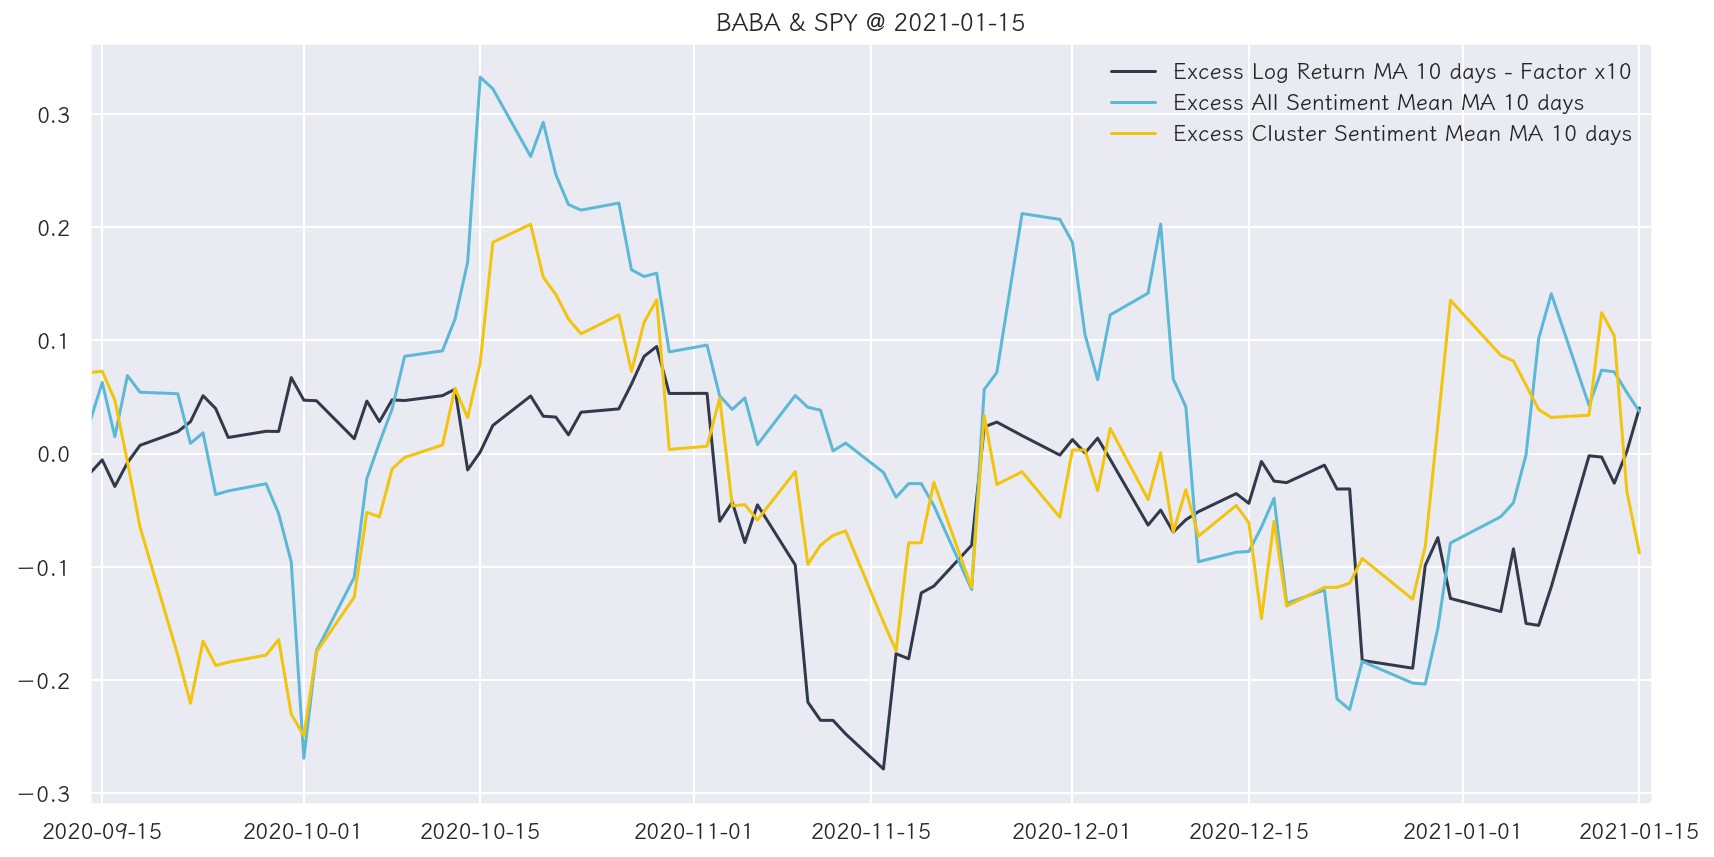 BABA & SPY @ 2021-01-15
Excess Log Return MA 10 days - Factor x10
Excess All Sentiment Mean MA 10 days
Excess Cluster Sentiment Mean MA 10 days
0.3
0.2
0.1
0.0
−0.1
−0.2
−0.3
2020-09-15 2020-10-01 2020-10-15 2020-11-01 2020-11-15 2020-12-01 2020-12-15 2021-01-01 2021-01-15